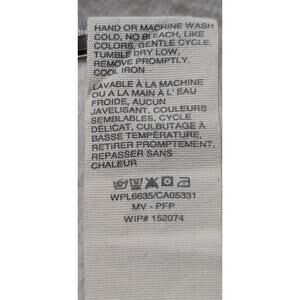 HAND OR MACHINE WASH
COLD, NO BLEACH, LIKE
COLORS, GENTLE CYCLE
TUMBLE DRY LOW,
REMOVE PROMPTLY.
COOL IRON
LAVABLE À LA MACHINE
OU A LA MAIN À L' EAU
FROIDE, AUCUN
JAVELISANT, COULEURS
SEMBLABLES, CYCLE
DÉLICAT, CULBUTAGE À
BASSE TEMPÉRATURE,
RETIRER PROMPTEMENT,
REPASSER SANS
CHALEUR
WPL6635/CA05331
MV - PFP
WIP# 152074